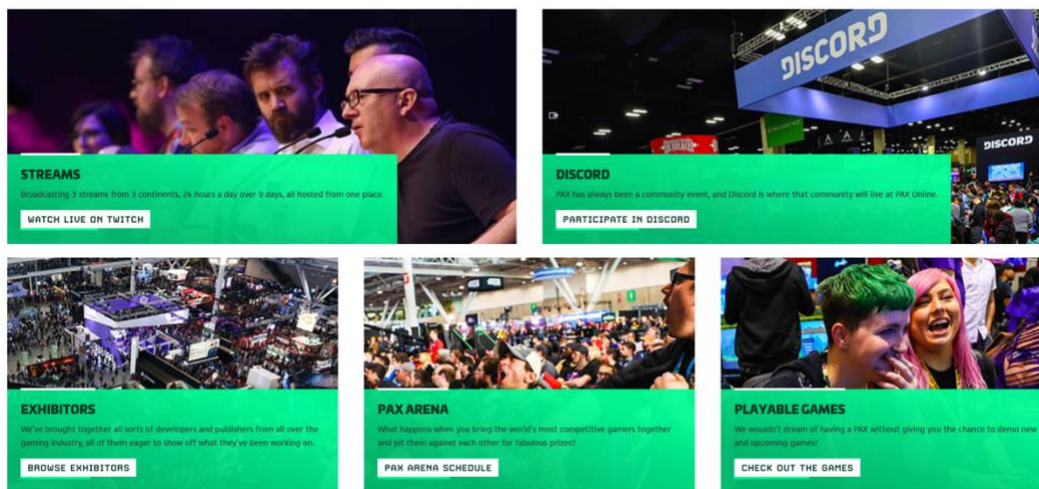 DISCORD
DISCORD
STREAMS
Broadcasting 3 streams from 3 continents, 24 hours a day over 9 days, all hosted from one place.
WATCH LIVE ON TWITCH
DISCORD
PAX has always been a community event, and Discord is where that community will live at PAX Online.
PARTICIPATE IN DISCORD
EXHIBITORS
We've brought together all sorts of developers and publishers from all over the
gaming industry, all of them eager to show off what they've been working on.
BROWSE EXHIBITORS
PAX ARENA
What happens when you bring the world's most competitive gamers together
and pit them against each other for fabulous prizes?
PAX ARENA SCHEDULE
PLAYABLE GAMES
We wouldn't dream of having a PAX without giving you the chance to demo new
and upcoming games!
CHECK OUT THE GAMES